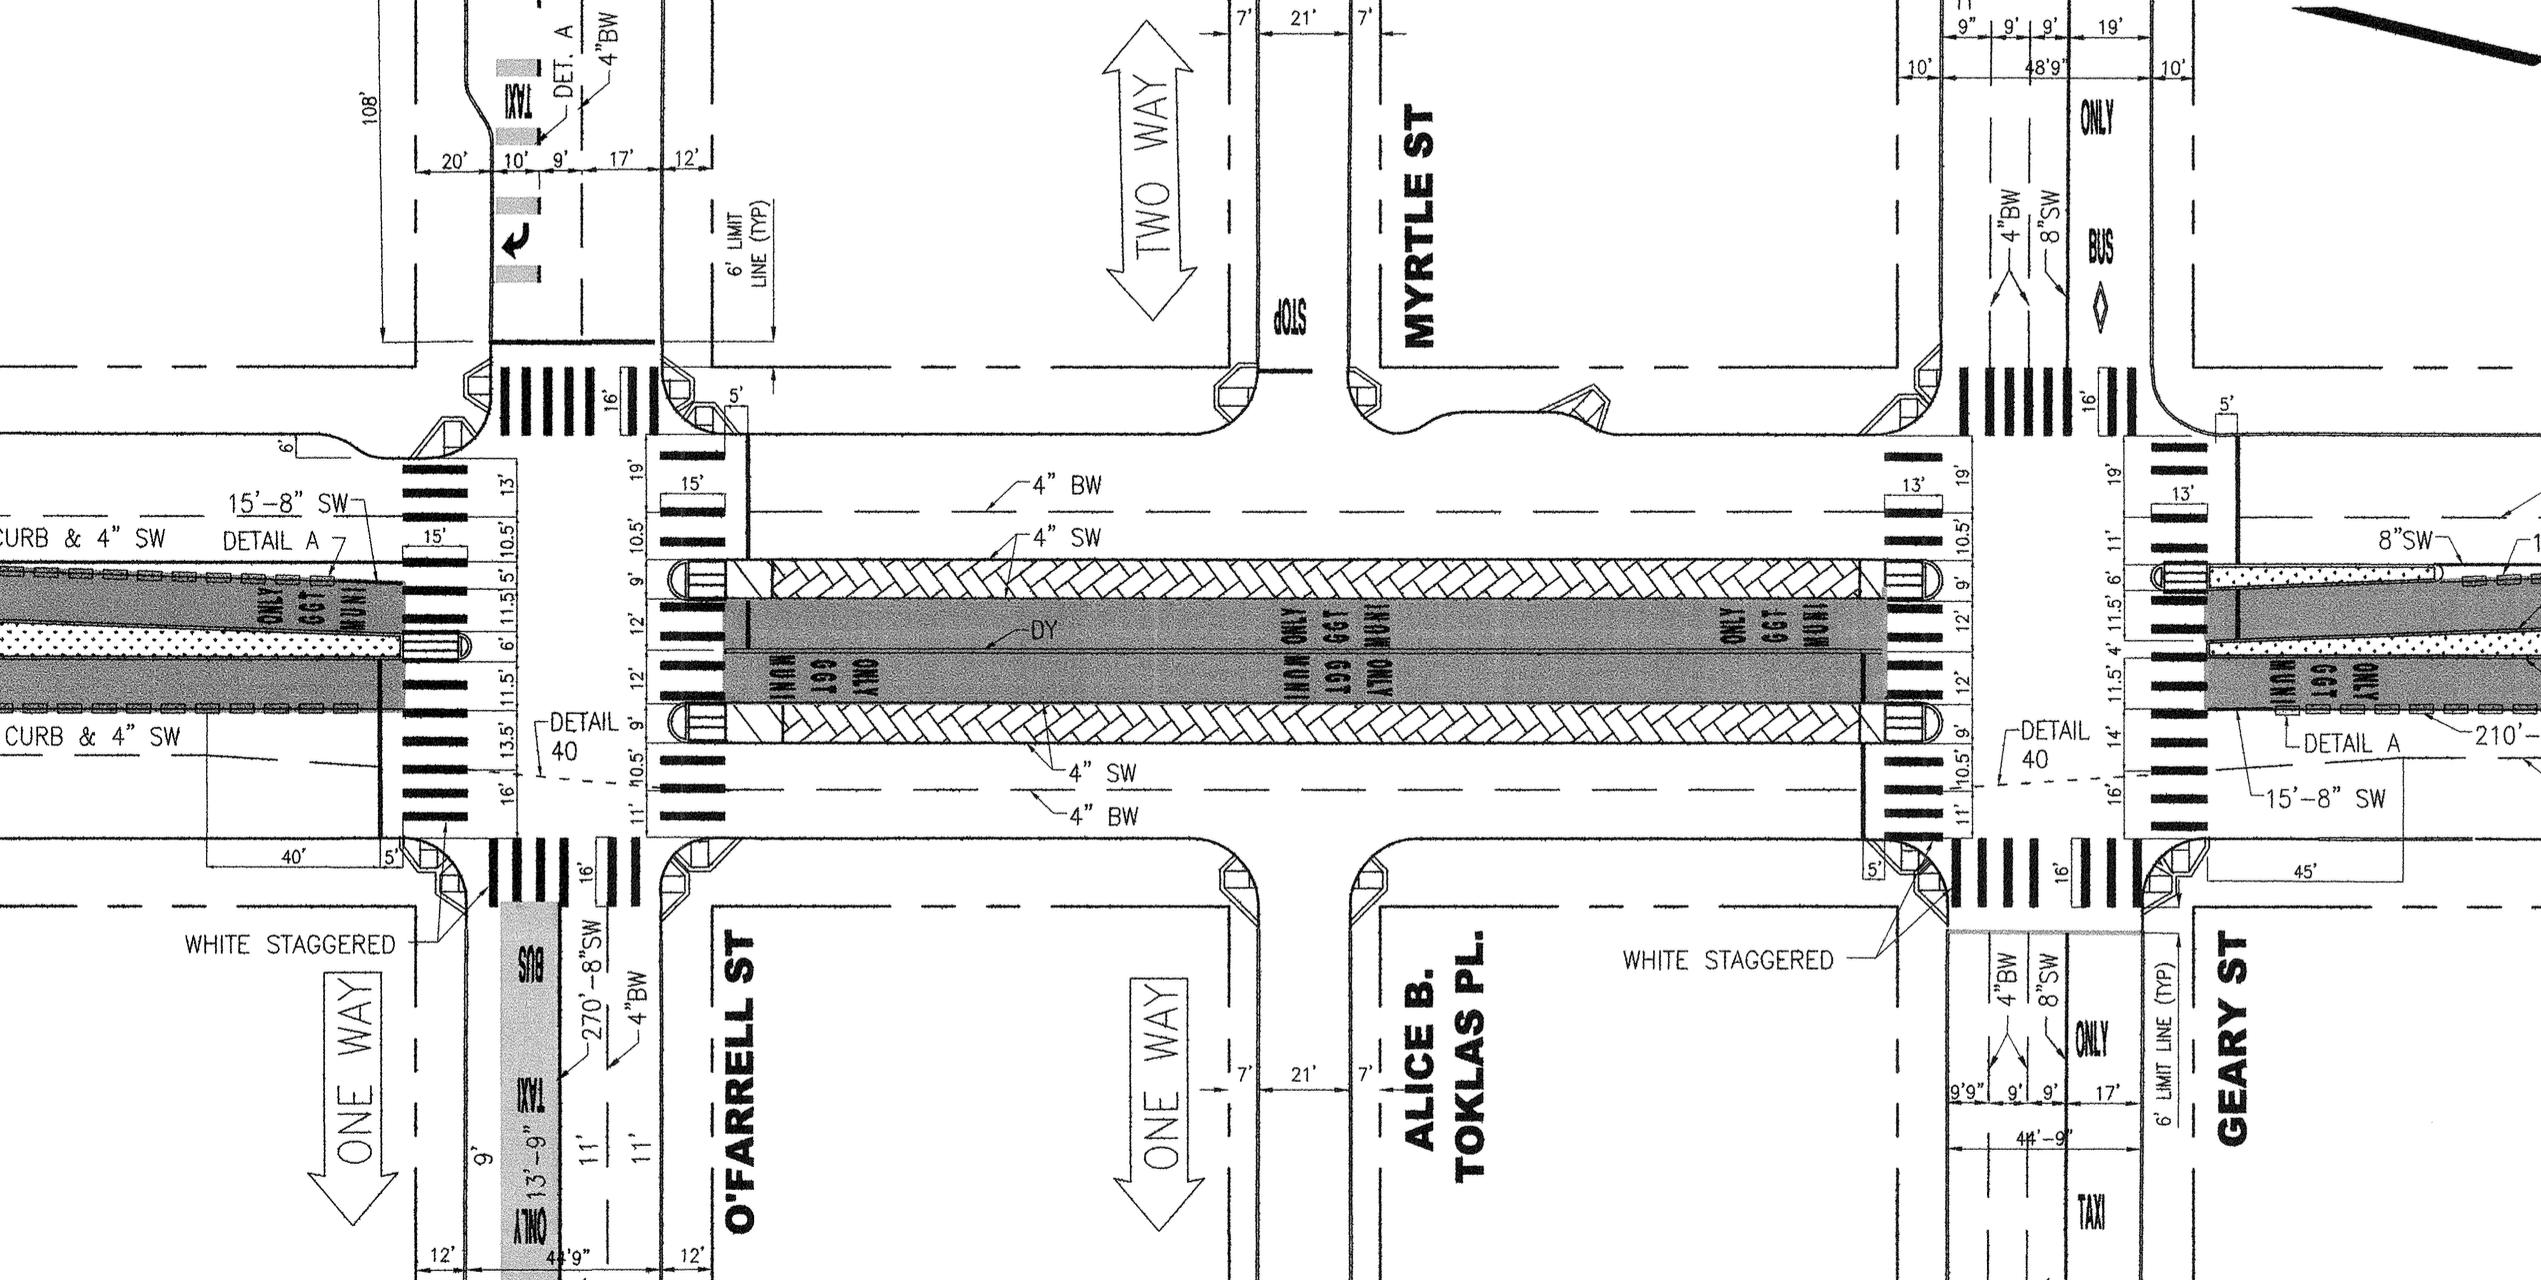 108'
TAXI
DET. A
4"BW
20'
10'
9'
17'
12'
6' LIMIT
LINE (TYP)
16'
5'
7'
21'
7'
TWO WAY
MYRTLE ST
STOP
9"
9'
9'
19'
10'
48'9"
10'
ONLY
4"BW
8"SW
BUS
16'
5'
6'
15'-8" SW
CURB & 4" SW
DETAIL A
15'
13'
10.5'
5.5'
11.5'
6'
11.5'
13.5'
16'
ONLY
GGT
MUNI
CURB & 4" SW
40'
5'
DETAIL
40
19'
10.5'
9'
12'
12'
9'
10.5'
11'
15'
4" BW
4" SW
DY
ONLY
GGT
MUNI
ONLY
GGT
MUNI
MUNI
GGT
ONLY
MUNI
GGT
ONLY
4" SW
4" BW
13'
19'
10.5'
9'
12'
12'
9'
10.5'
11'
5'
DETAIL
40
13'
19'
11'
6'
11.5'
4'
11.5'
14'
16'
8"SW
MUNI
GGT
ONLY
DETAIL A
210'-
15'-8" SW
45'
WHITE STAGGERED
16'
BUS
TAXI
ONLY
270'-8"SW
4"BW
9'
13'-9"
11'
11'
12'
44'9"
12'
ONE WAY
O'FARRELL ST
ONE WAY
7'
21'
7'
ALICE B.
TOKLAS PL.
WHITE STAGGERED
16'
4"BW
8"SW
ONLY
9'9"
9'
9'
17'
44'-9"
TAXI
6' LIMIT LINE (TYP)
GEARY ST